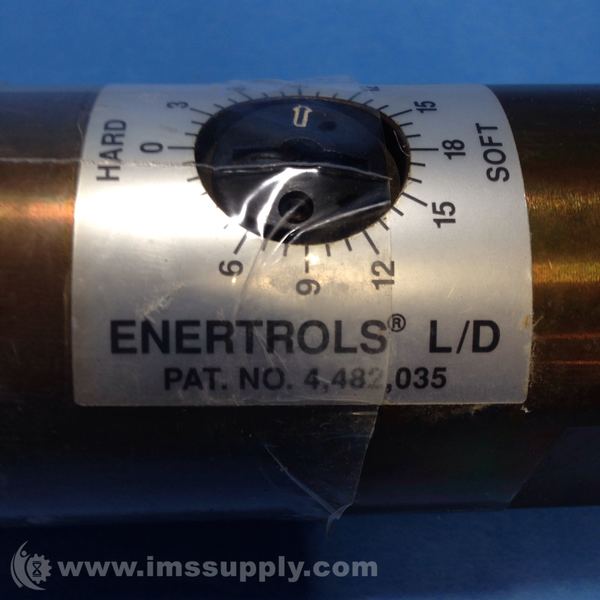 HARD
0
3
15
18
SOFT
6
9
12
15
ENERTROLS® L/D
PAT. NO. 4,482,035
www.imssupply.com